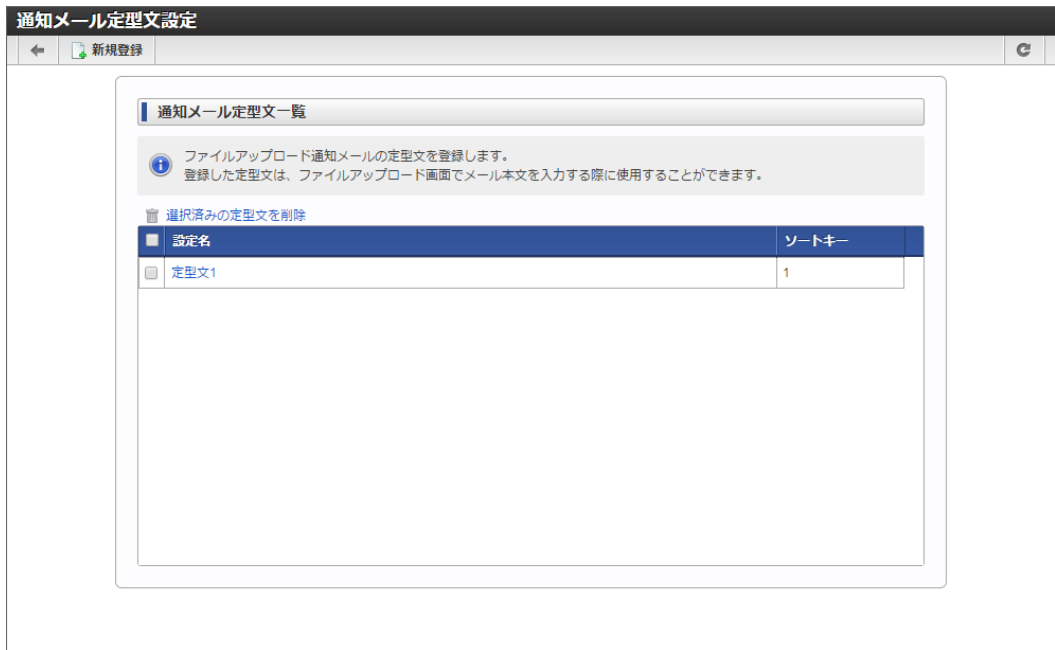 通知メール定型文設定
新規登録
通知メール定型文一覧
ファイルアップロード通知メールの定型文を登録します。
登録した定型文は、ファイルアップロード画面でメール本文を入力する際に使用することができます。
選択済みの定型文を削除
設定名 ソートキー
定型文1 1